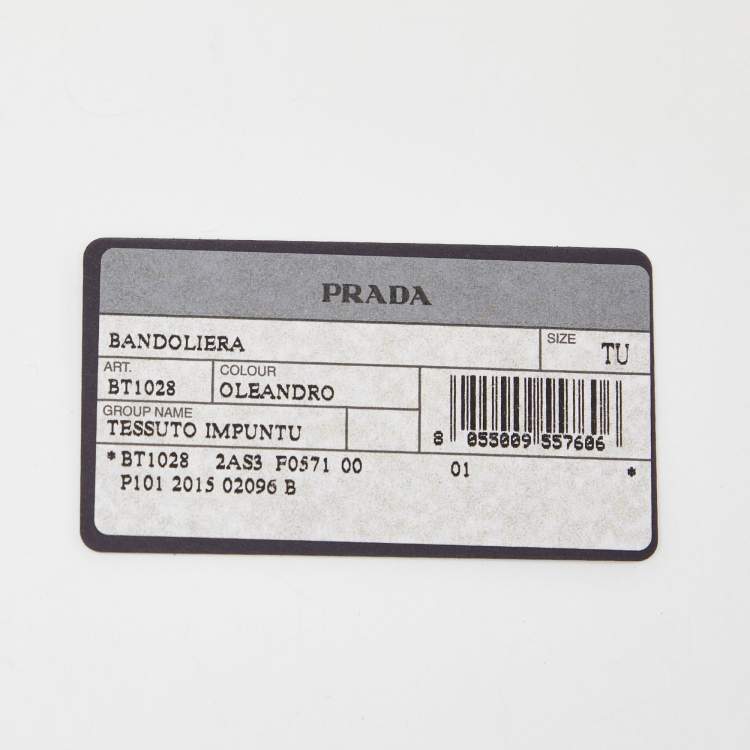 PRADA
BANDOLIERA
SIZE TU
ART. BT1028
COLOUR OLEANDRO
GROUP NAME
TESSUTO IMPUNTU
8 055009 557606
*BT1028 2AS3 F0571 00 01 *
P101 2015 02096 B